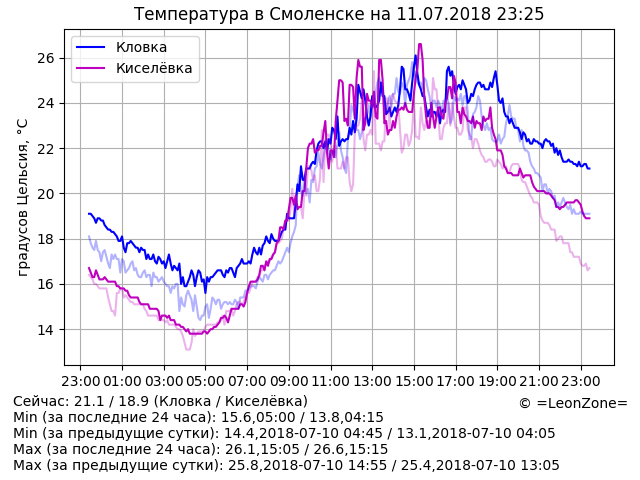 Температура в Смоленске на 11.07.2018 23:25
Кловка
Киселёвка
градусов Цельсия, °C
26
24
22
20
18
16
14
23:00 01:00 03:00 05:00 07:00 09:00 11:00 13:00 15:00 17:00 19:00 21:00 23:00
Сейчас: 21.1 / 18.9 (Кловка / Киселёвка)
© =LeonZone=
Min (за последние 24 часа): 15.6,05:00 / 13.8,04:15
Min (за предыдущие сутки): 14.4,2018-07-10 04:45 / 13.1,2018-07-10 04:05
Max (за последние 24 часа): 26.1,15:05 / 26.6,15:15
Max (за предыдущие сутки): 25.8,2018-07-10 14:55 / 25.4,2018-07-10 13:05